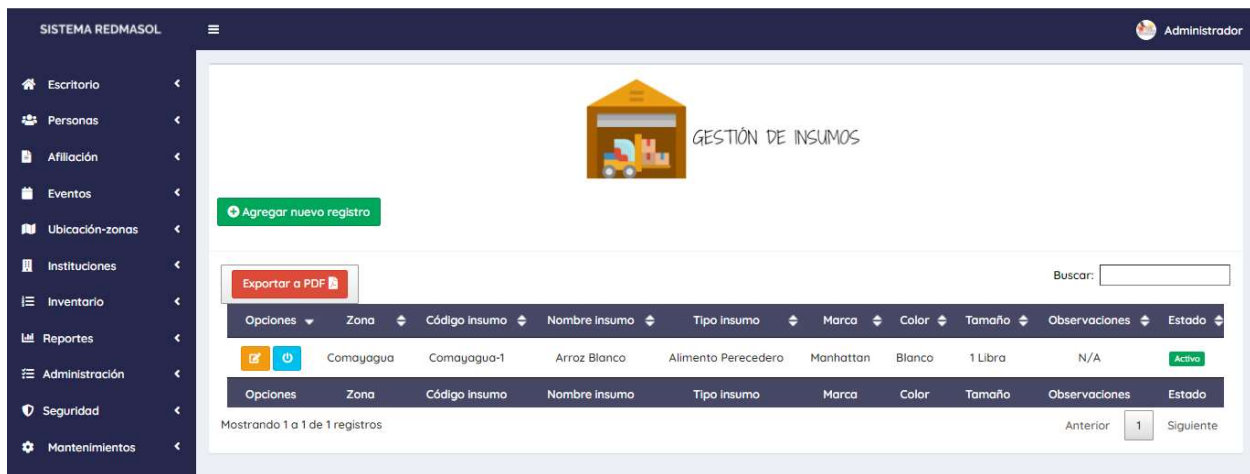 SISTEMA REDMASOL
Administrador
Escritorio
Personas
Afiliación
Eventos
Ubicación-zonas
Instituciones
Inventario
Reportes
Administración
Seguridad
Mantenimientos
GESTIÓN DE INSUMOS
Agregar nuevo registro
Exportar a PDF
Buscar:
Opciones Zona Código insumo Nombre insumo Tipo insumo Marca Color Tamaño Observaciones Estado
Comayagua Comayagua-1 Arroz Blanco Alimento Perecedero Manhattan Blanco 1 Libra N/A Activo
Opciones Zona Código insumo Nombre insumo Tipo insumo Marca Color Tamaño Observaciones Estado
Mostrando 1 a 1 de 1 registros
Anterior 1 Siguiente